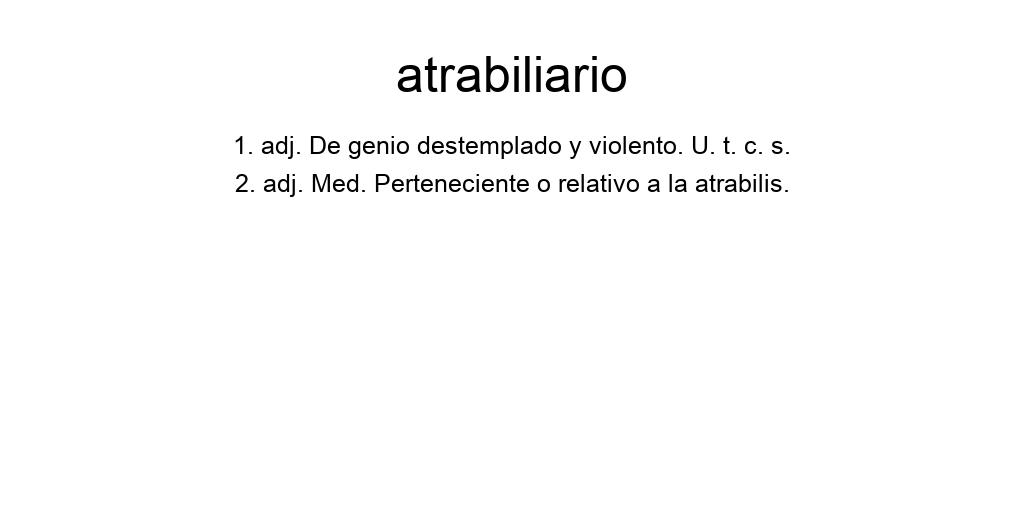 atrabiliario
1. adj. De genio destemplado y violento. U. t. c. s.
2. adj. Med. Perteneciente o relativo a la atrabilis.